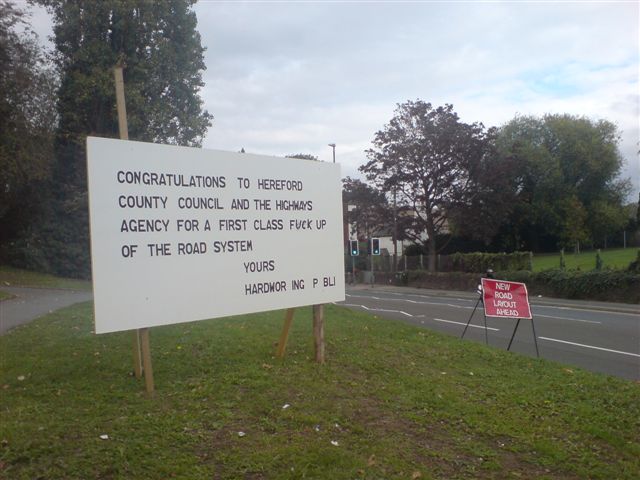 CONGRATULATIONS TO HEREFORD
COUNTY COUNCIL AND THE HIGHWAYS
AGENCY FOR A FIRST CLASS FUCK UP
OF THE ROAD SYSTEM
YOURS
HARDWOR ING P BLI
NEW
ROAD
LAYOUT
AHEAD